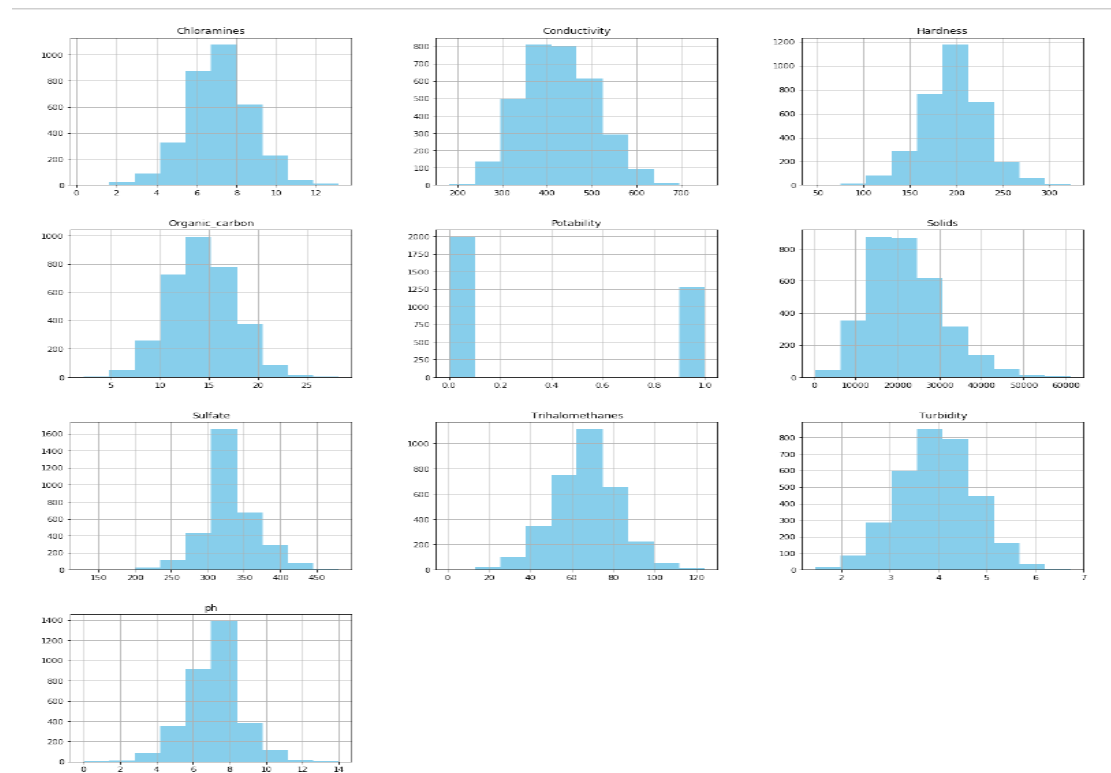 Chloramines Conductivity Hardness
1000 800 600 400 200 0
0 2 4 6 8 10 12
800 700 600 500 400 300 200 100 0
200 300 400 500 600 700
1200 1000 800 600 400 200 0
50 100 150 200 250 300
Organic_carbon Potability Solids
1000 800 600 400 200 0
5 10 15 20 25
2000 1750 1500 1250 1000 750 500 250 0
0.0 0.2 0.4 0.6 0.8 1.0
800 600 400 200 0
0 10000 20000 30000 40000 50000 60000
Sulfate Trihalomethanes Turbidity
1600 1400 1200 1000 800 600 400 200 0
150 200 250 300 350 400 450
1000 800 600 400 200 0
0 20 40 60 80 100 120
800 700 600 500 400 300 200 100 0
2 3 4 5 6 7
ph
1400 1200 1000 800 600 400 200 0
0 2 4 6 8 10 12 14